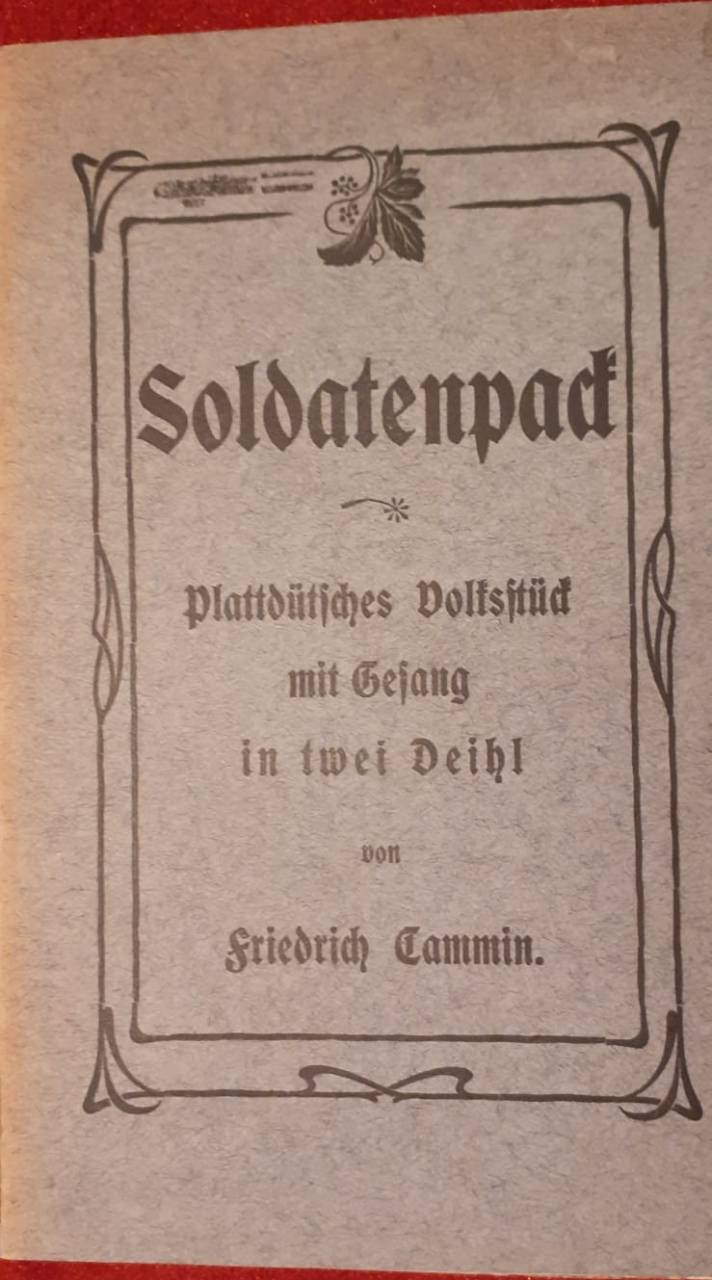 Soldatenpack
Plattdütsches Volksstück
mit Gesang
in twei Deihl
von
Friedrich Cammin.